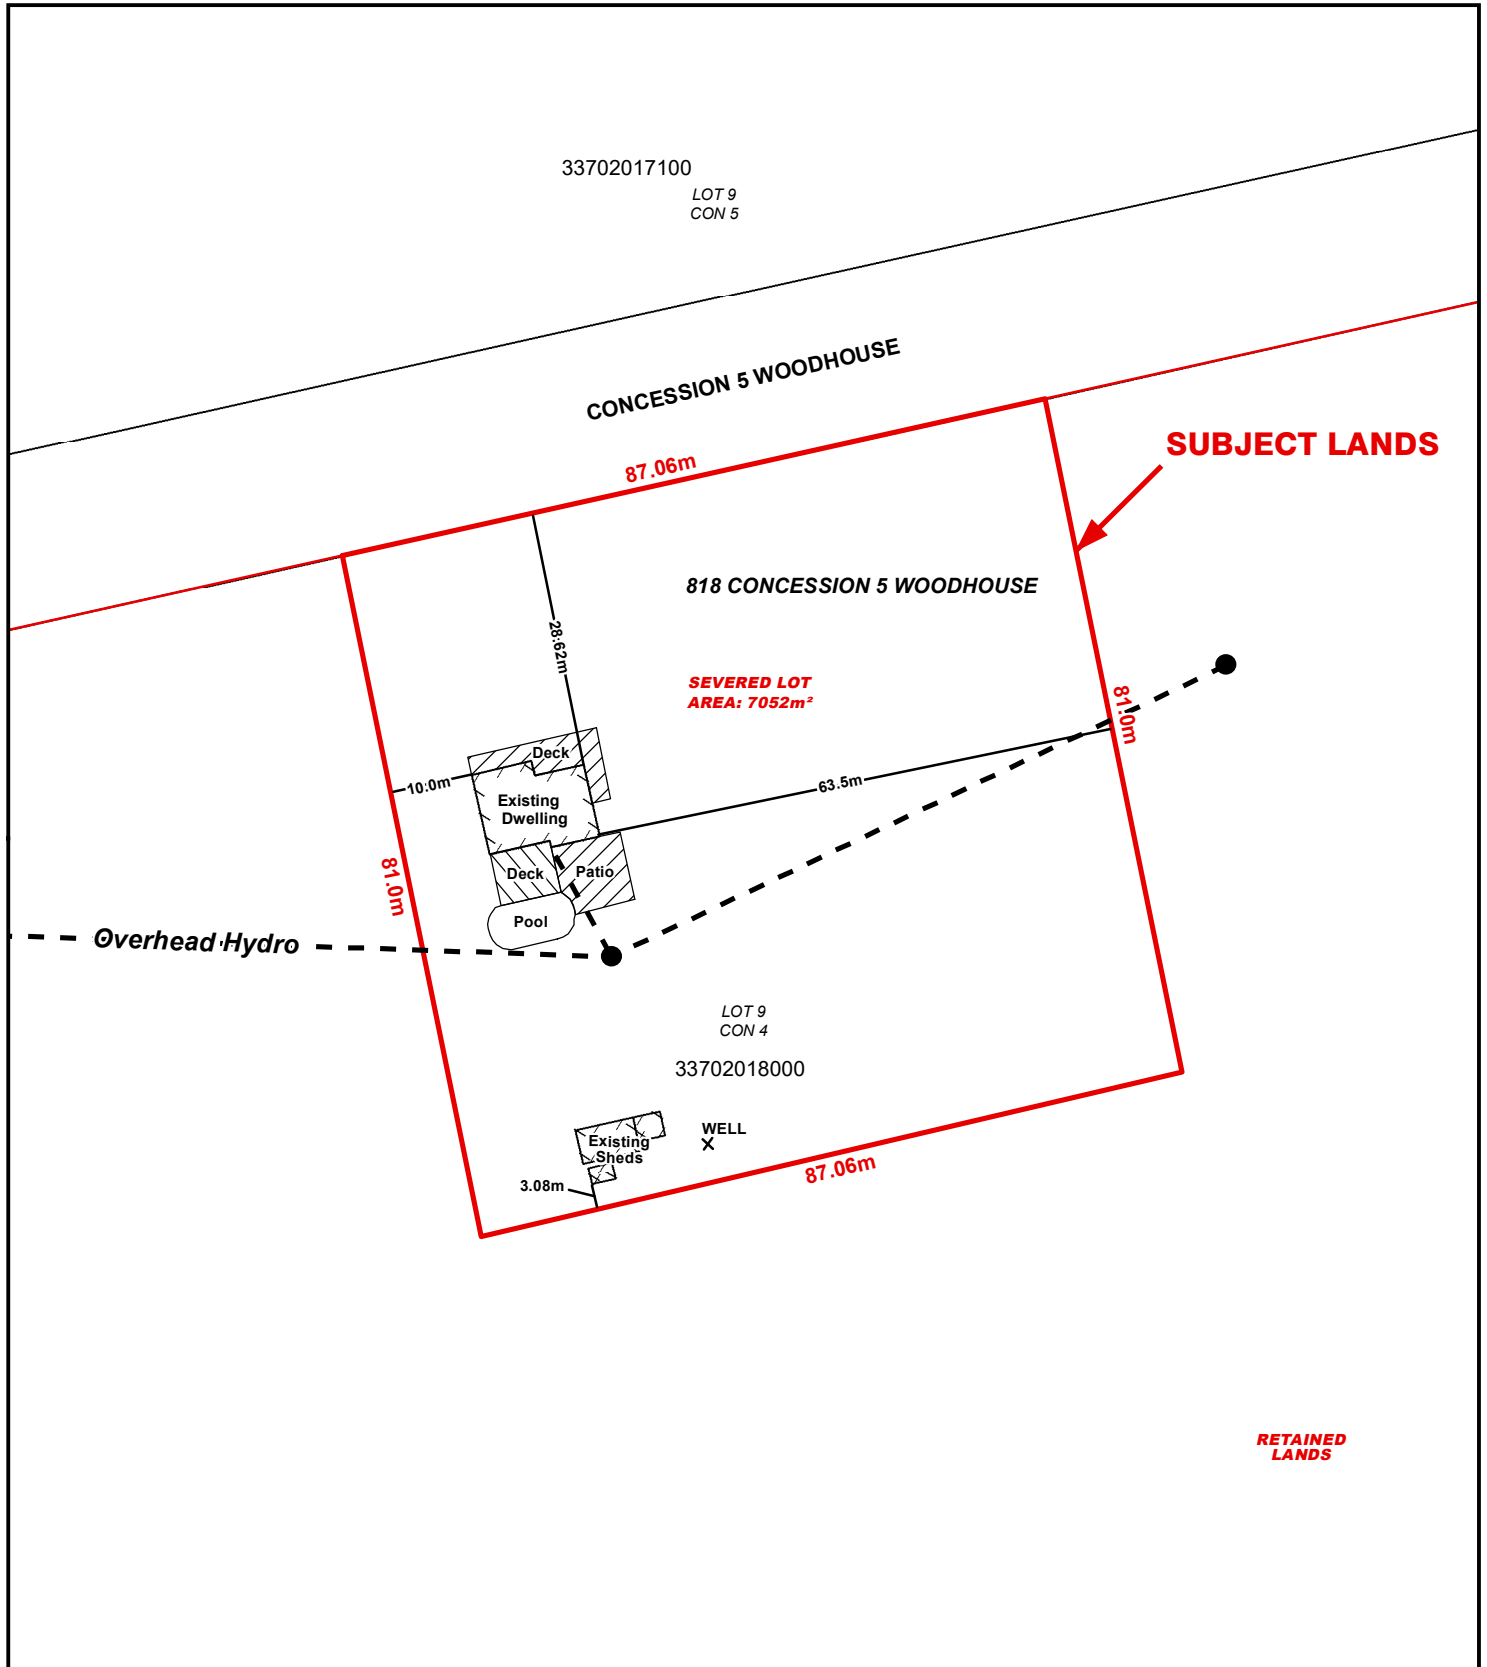 33702017100
LOT 9
CON 5
CONCESSION 5 WOODHOUSE
SUBJECT LANDS
87.06m
818 CONCESSION 5 WOODHOUSE
28.62m
SEVERED LOT
AREA: 7052m²
81.0m
Deck
10.0m
63.5m
Existing
Dwelling
81.0m
Deck
Patio
Pool
Overhead Hydro
LOT 9
CON 4
33702018000
WELL
Existing
Sheds
3.08m
87.06m
RETAINED
LANDS